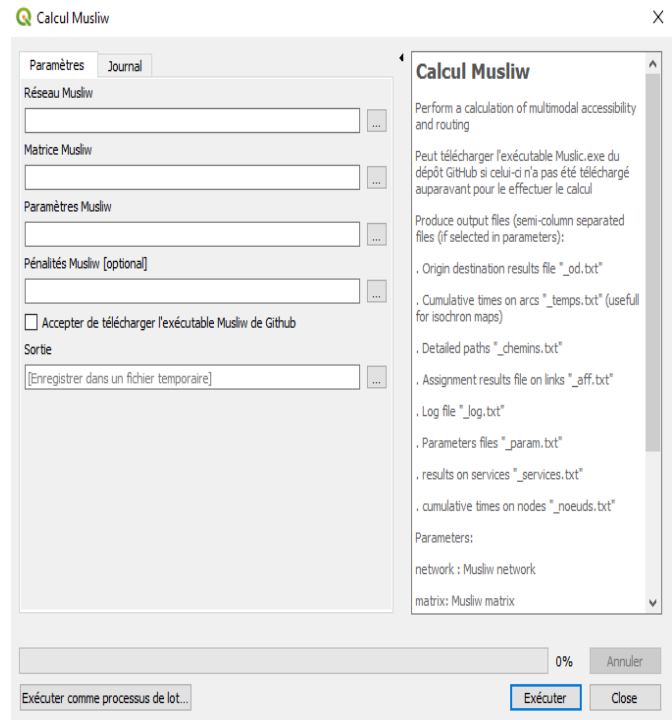 Calcul Musliw
Paramètres
Journal
Réseau Musliw
...
Matrice Musliw
...
Paramètres Musliw
...
Pénalités Musliw [optional]
...
Accepter de télécharger l'exécutable Musliw de Github
Sortie
[Enregistrer dans un fichier temporaire]
...
Calcul Musliw
Perform a calculation of multimodal accessibility
and routing
Peut télécharger l'exécutable Muslic.exe du
dépôt GitHub si celui-ci n'a pas été téléchargé
auparavant pour le effectuer le calcul
Produce output files (semi-column separated
files (if selected in parameters):
. Origin destination results file "_od.txt"
. Cumulative times on arcs "_temps.txt" (usefull
for isochron maps)
. Detailed paths "_chemins.txt"
. Assignment results file on links "_aff.txt"
. Log file "_log.txt"
. Parameters files "_param.txt"
. results on services "_services.txt"
. cumulative times on nodes "_noeuds.txt"
Parameters:
network : Musliw network
matrix: Musliw matrix
0%
Annuler
Exécuter comme processus de lot...
Exécuter
Close